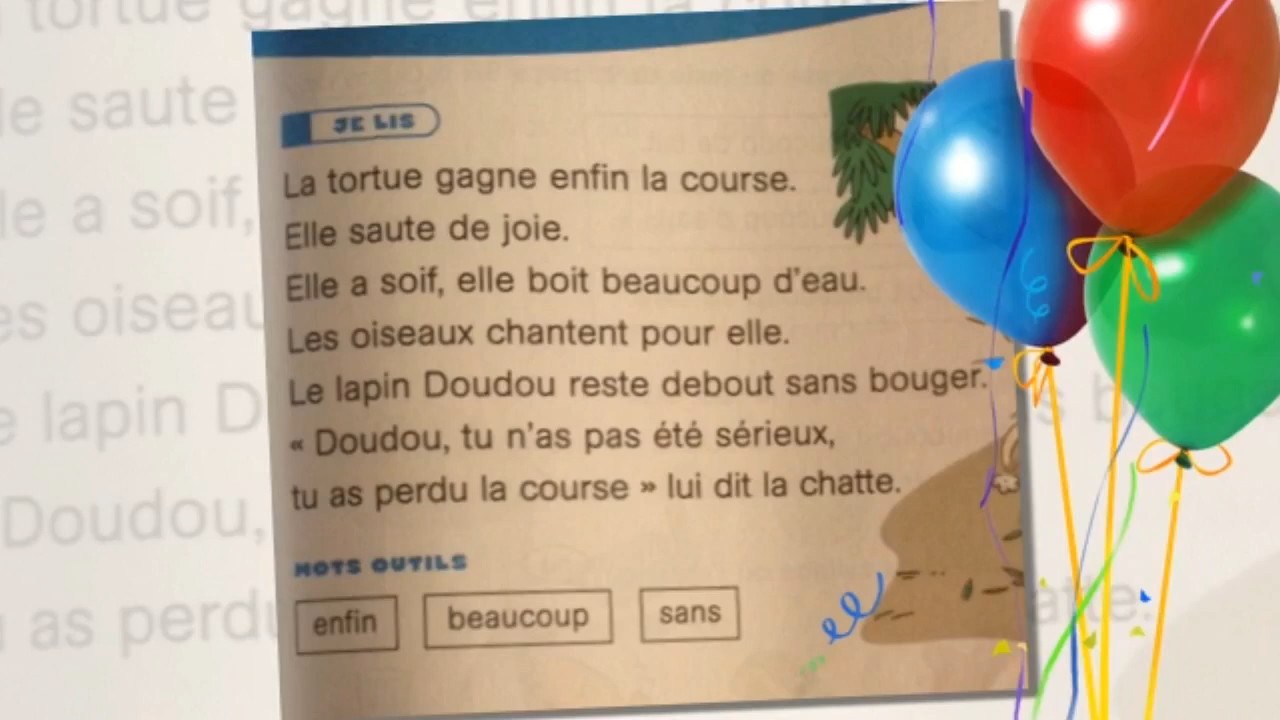 JE LIS
La tortue gagne enfin la course.
Elle saute de joie.
Elle a soif, elle boit beaucoup d'eau.
Les oiseaux chantent pour elle.
Le lapin Doudou reste debout sans bouger.
« Doudou, tu n'as pas été sérieux,
tu as perdu la course » lui dit la chatte.
MOTS OUTILS
enfin beaucoup sans